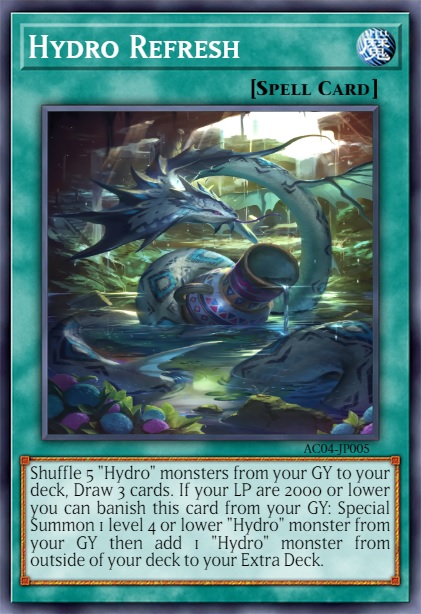 Hydro Refresh
魔
[Spell Card]
AC04-JP005
Shuffle 5 "Hydro" monsters from your GY to your
deck, Draw 3 cards. If your LP are 2000 or lower
you can banish this card from your GY: Special
Summon 1 level 4 or lower "Hydro" monster from
your GY then add 1 "Hydro" monster from
outside of your deck to your Extra Deck.